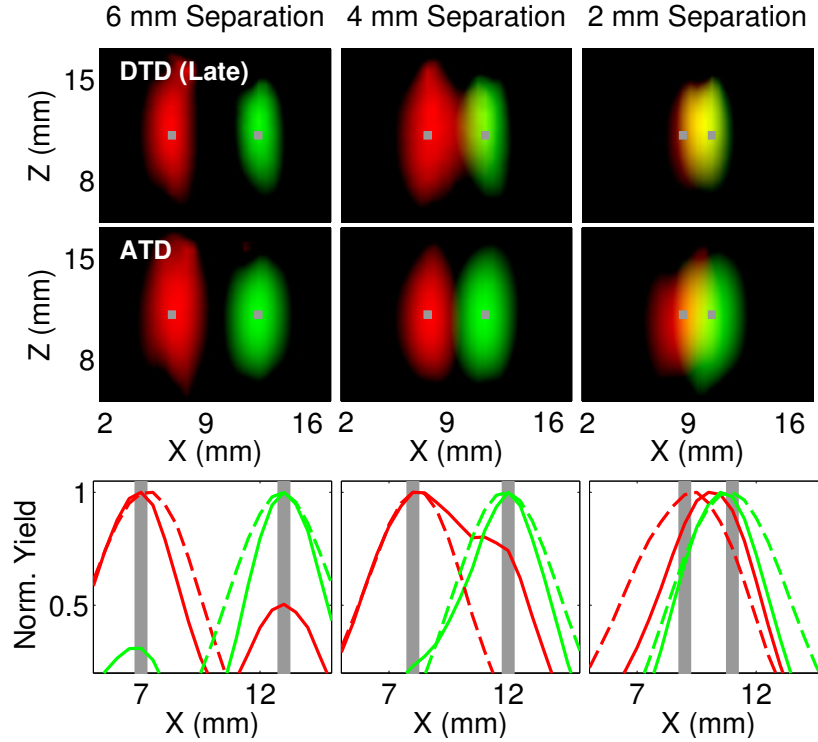 6 mm Separation 4 mm Separation 2 mm Separation
DTD (Late)
15
Z (mm)
8
ATD
15
Z (mm)
8
2 9 16 2 9 16 2 9 16
X (mm) X (mm) X (mm)
1
Norm. Yield
0.5
7 12 7 12 7 12
X (mm) X (mm) X (mm)